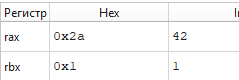 Регистр Hex I
rax 0x2a 42
rbx 0x1 1